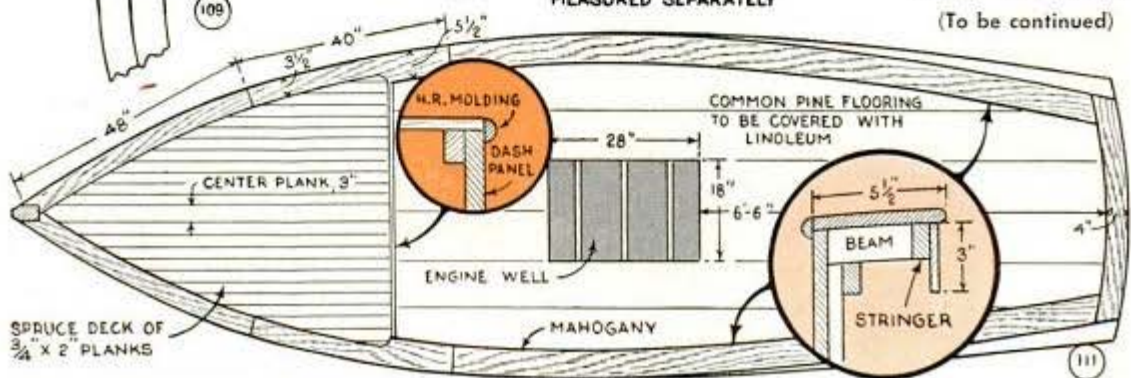 MEASURED SEPARATELY
109
(To be continued)
40"
5½"
3½"
48"
H.R. MOLDING
DASH
PANEL
COMMON PINE FLOORING
TO BE COVERED WITH
LINOLEUM
28"
18"
CENTER PLANK, 3"
6'-6"
5½"
4"
BEAM
3"
ENGINE WELL
STRINGER
SPRUCE DECK OF
¾" X 2" PLANKS
MAHOGANY
111